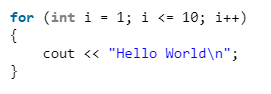 for (int i = 1; i <= 10; i++)
{
    cout << "Hello World\n";
}